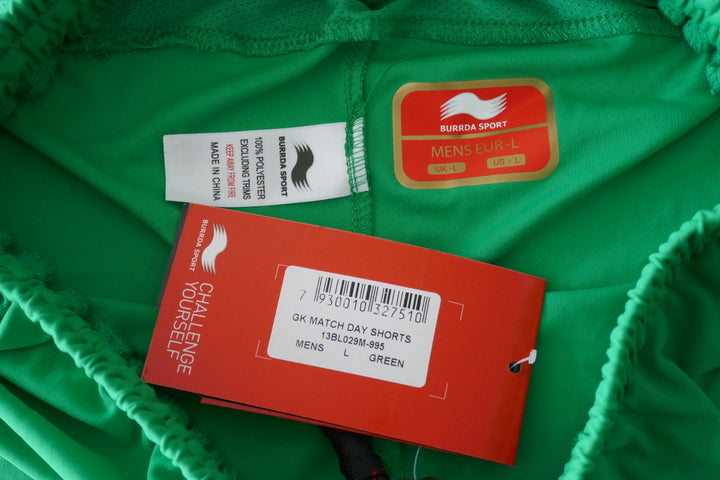 BURRDA SPORT
MENS EUR-L
UK - L
US - L
BURRDA SPORT
100% POLYESTER
EXCLUDING TRIMS
KEEP AWAY FROM FIRE
MADE IN CHINA
BURRDA SPORT
CHALLENGE
YOURSELF
7 930010 327510
GK MATCH DAY SHORTS
13BL029M-995
MENS L GREEN